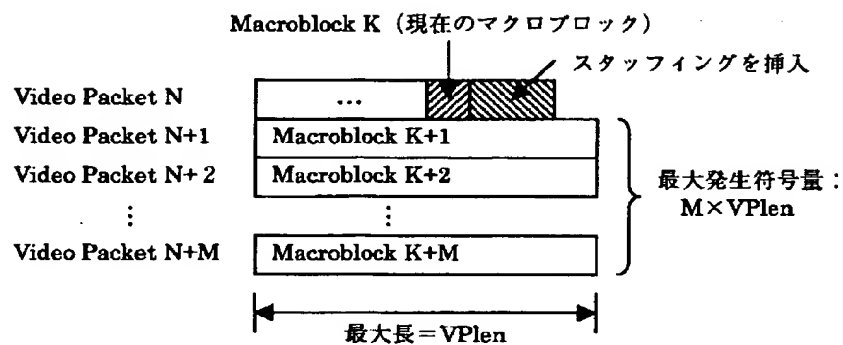 Macroblock K（現在のマクロブロック）
スタッフィングを挿入
Video Packet N ...
Video Packet N+1 Macroblock K+1
Video Packet N+2 Macroblock K+2
最大発生符号量：
M×VPlen
⋮ ⋮
Video Packet N+M Macroblock K+M
最大長＝VPlen